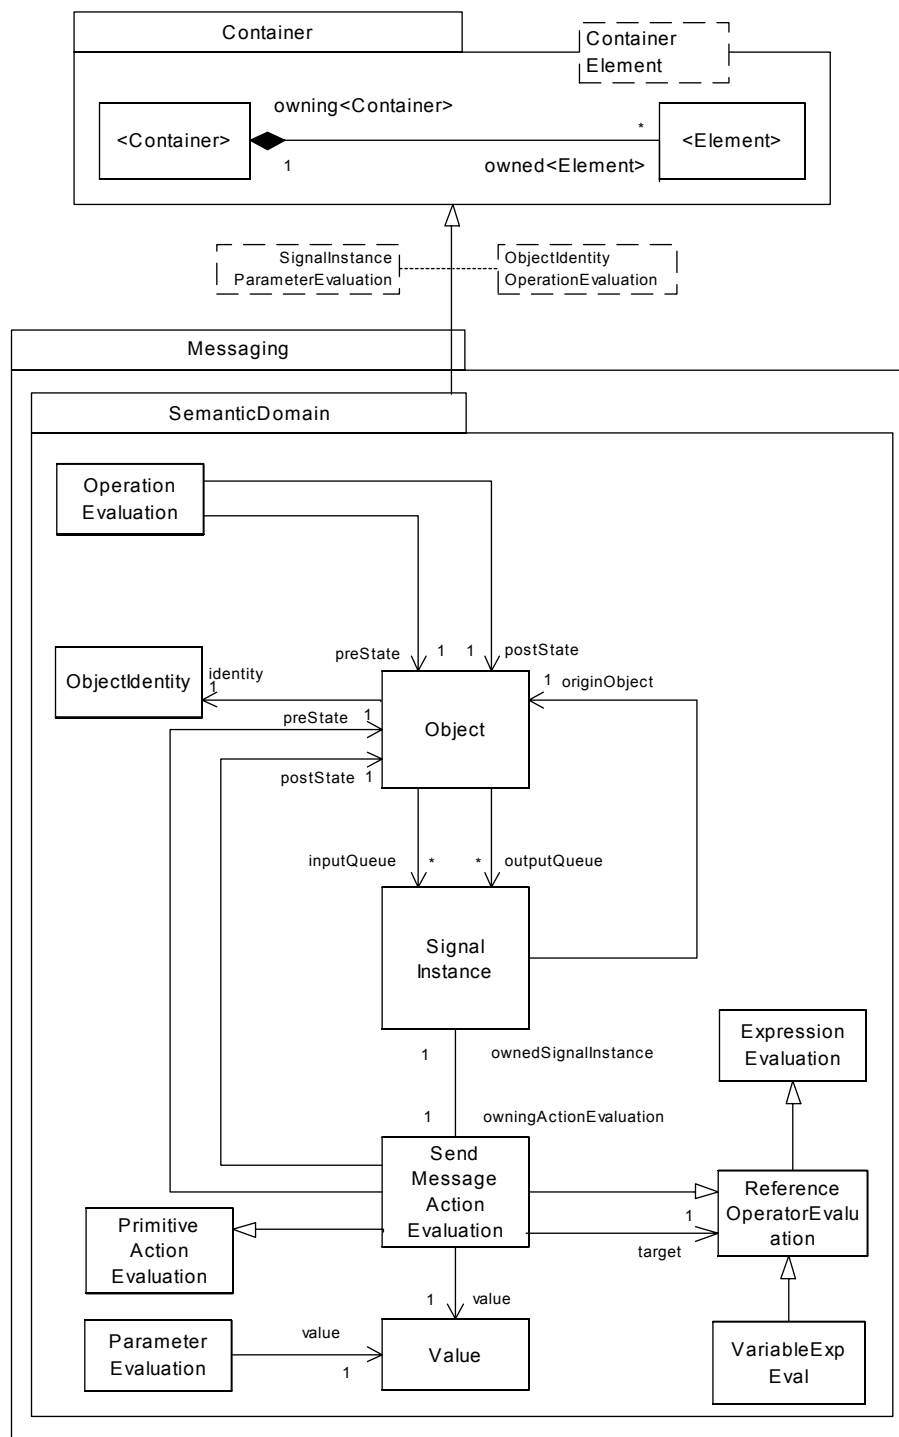 Container
Container
Element
owning<Container>
<Container>
*
<Element>
1
owned<Element>
SignalInstance
ParameterEvaluation
ObjectIdentity
OperationEvaluation
Messaging
SemanticDomain
Operation
Evaluation
preState
1
1
postState
ObjectIdentity
identity
1
1
originObject
preState
1
Object
postState
1
inputQueue
*
*
outputQueue
Signal
Instance
1
ownedSignalInstance
Expression
Evaluation
1
owningActionEvaluation
Send
Message
Action
Evaluation
Reference
OperatorEvalu
ation
1
target
Primitive
Action
Evaluation
1
value
Parameter
Evaluation
value
1
Value
VariableExp
Eval